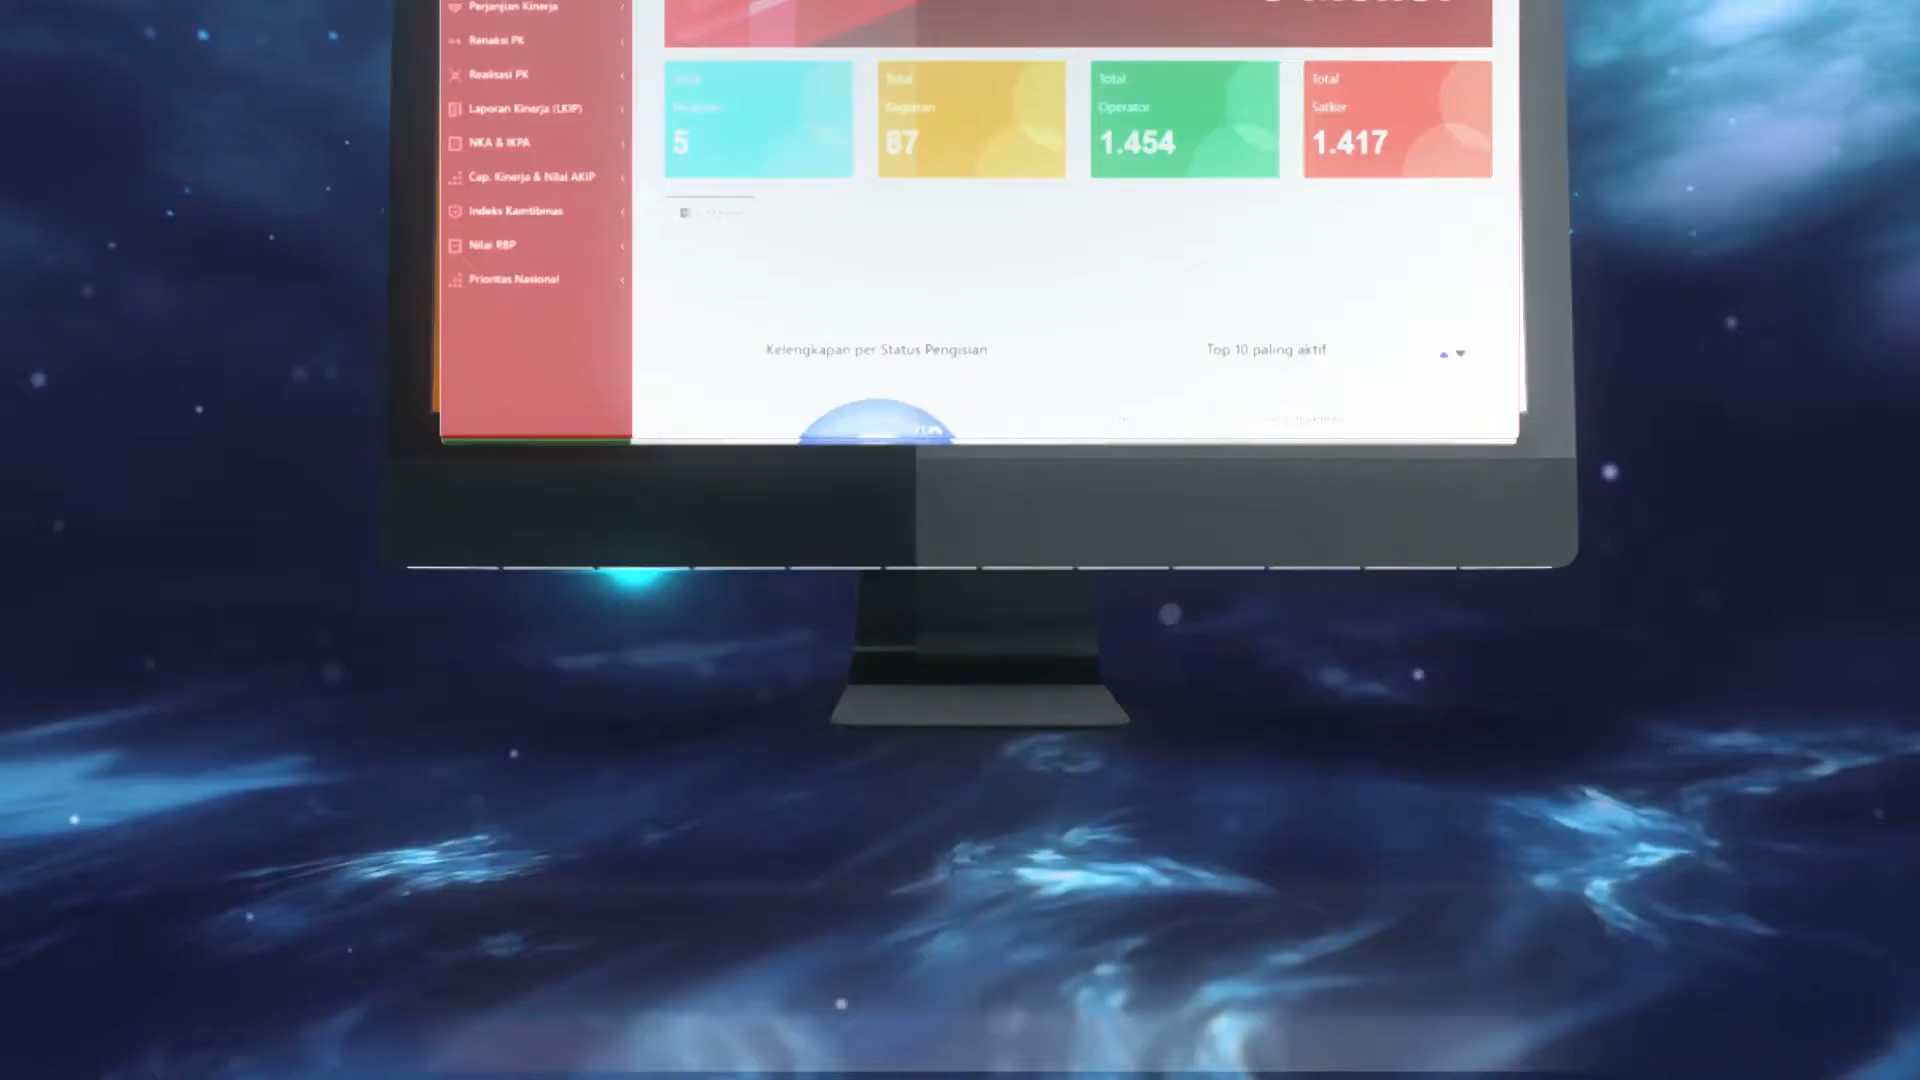 Perjanjian Kinerja
Renaksi PK
Realisasi PK
Laporan Kinerja (LKIP)
NKA & IKPA
Cap. Kinerja & Nilai AKIP
Indeks Kamtibmas
Nilai RBP
Prioritas Nasional
Total
Program
5
Total
Kegiatan
87
Total
Operator
1.454
Total
Satker
1.417
Kelengkapan per Status Pengisian
Top 10 paling aktif